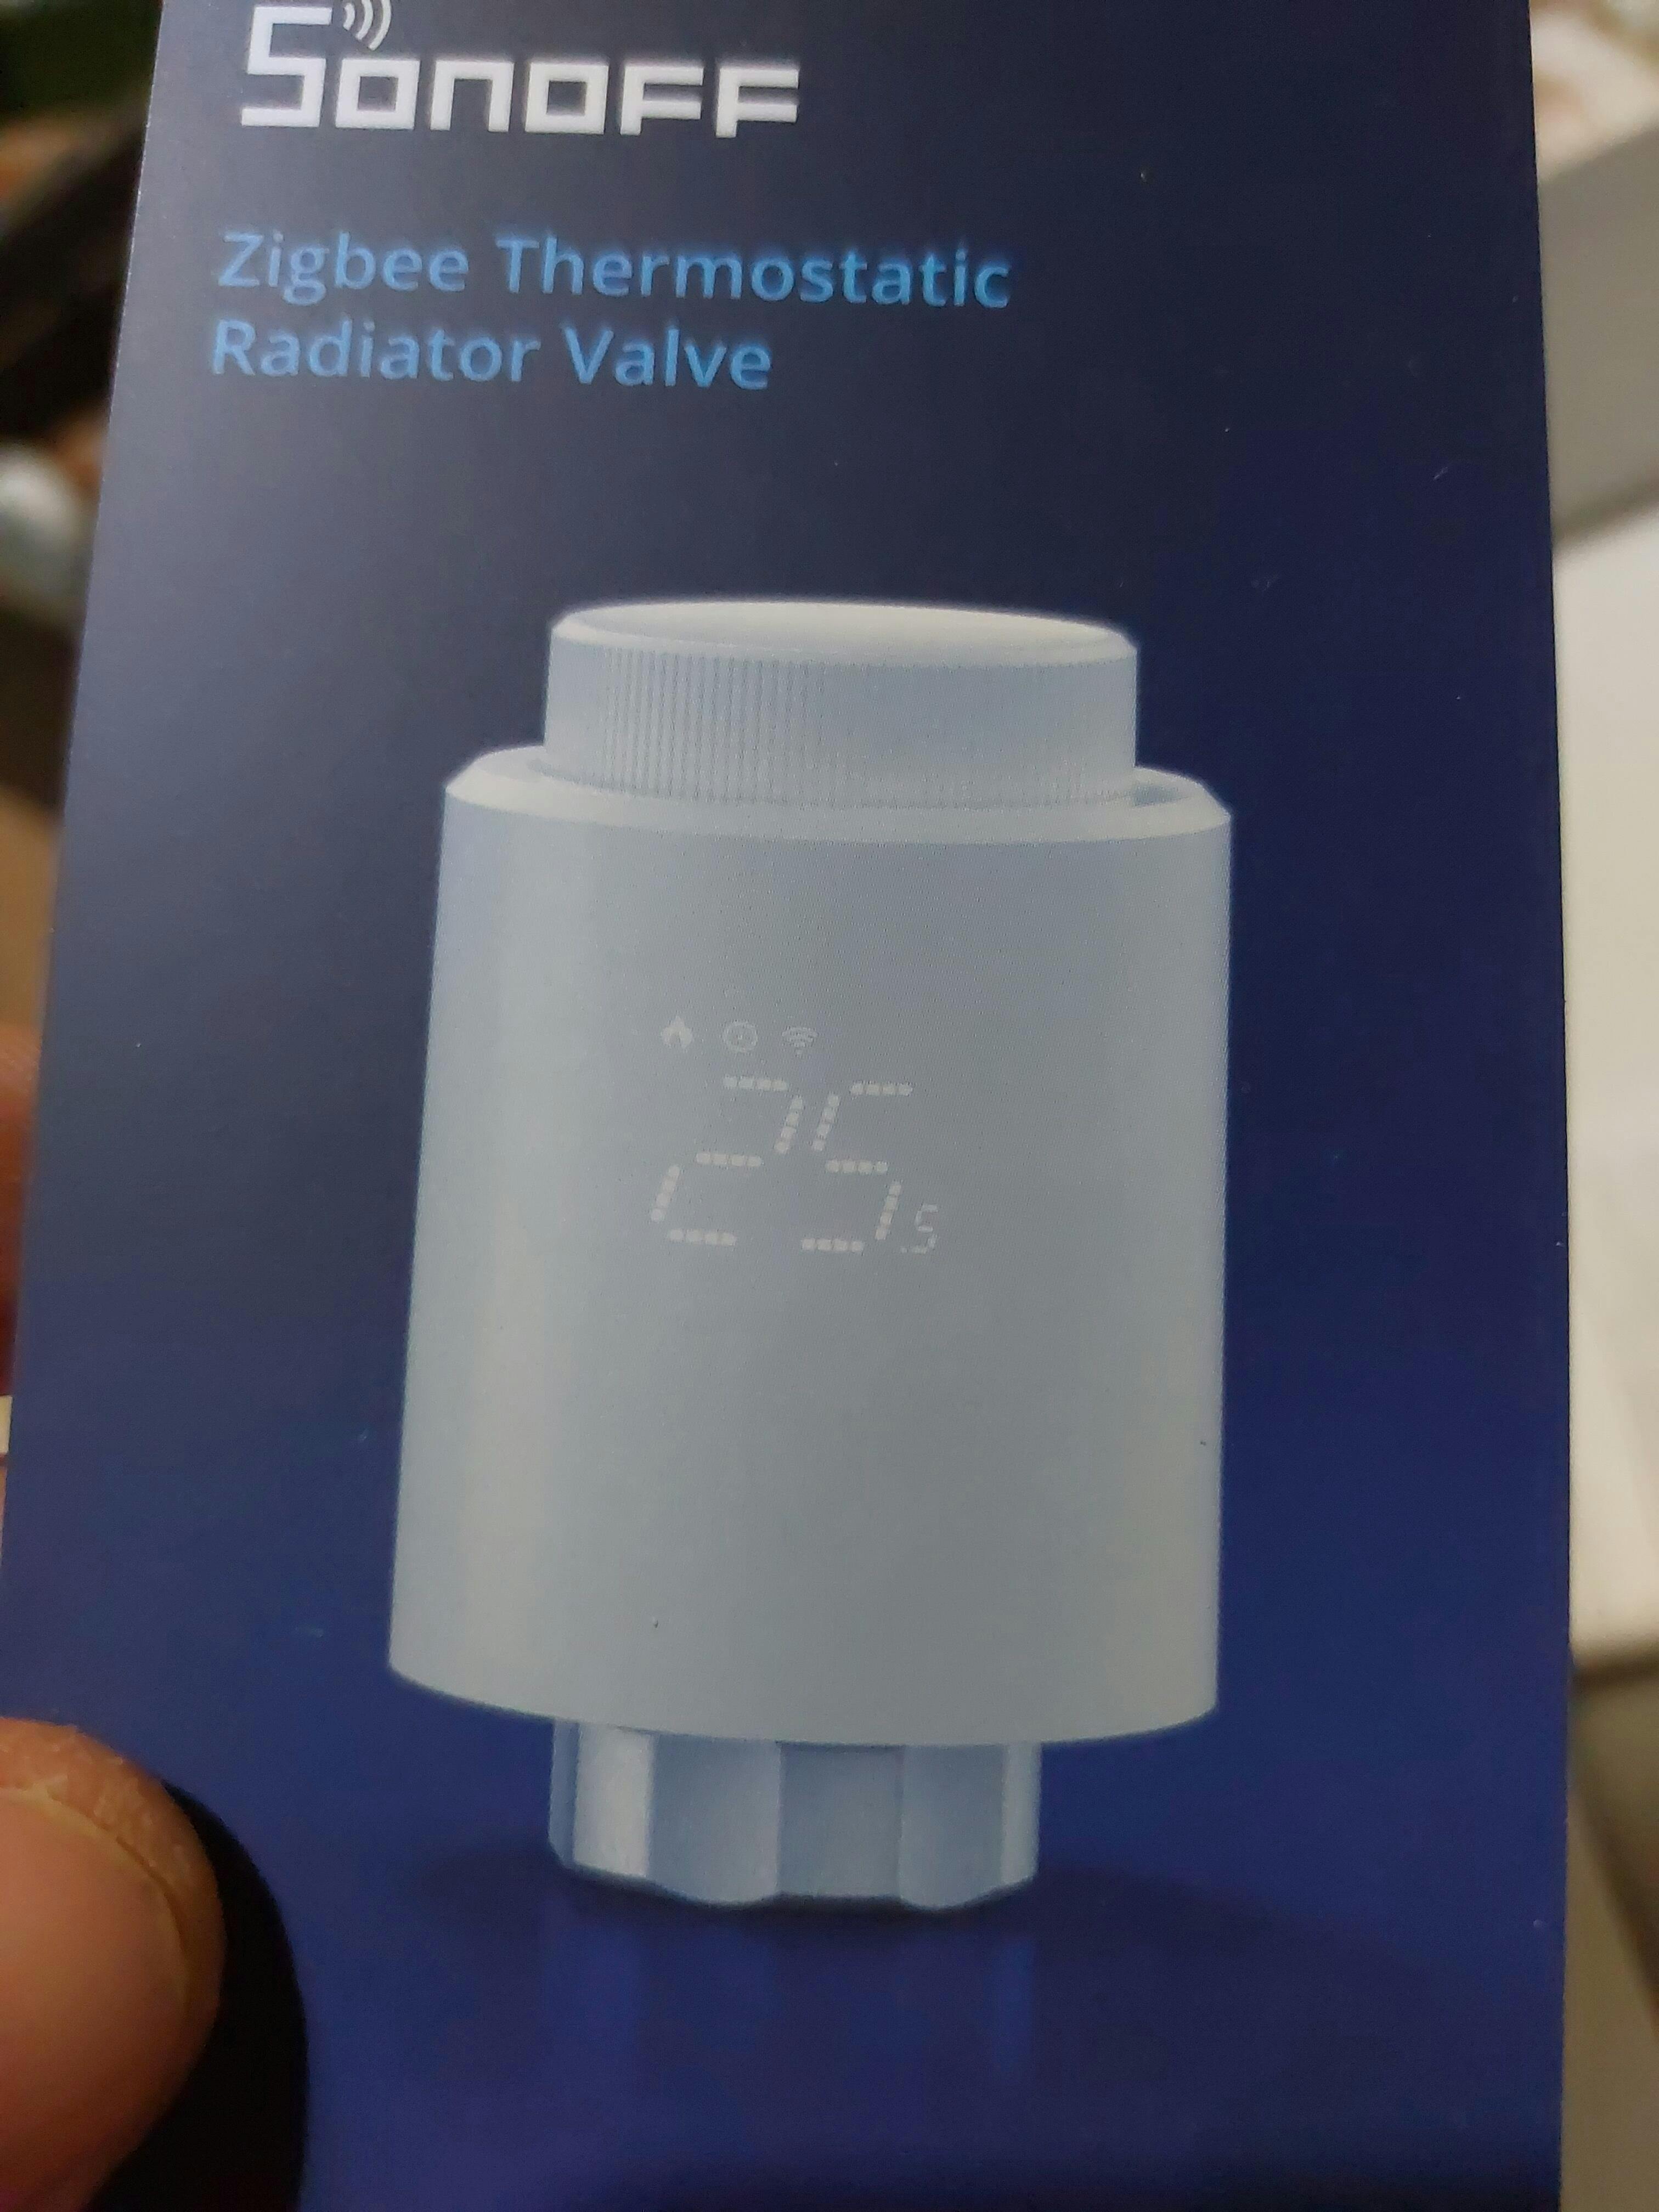 SONOFF
Zigbee Thermostatic
Radiator Valve
25.5